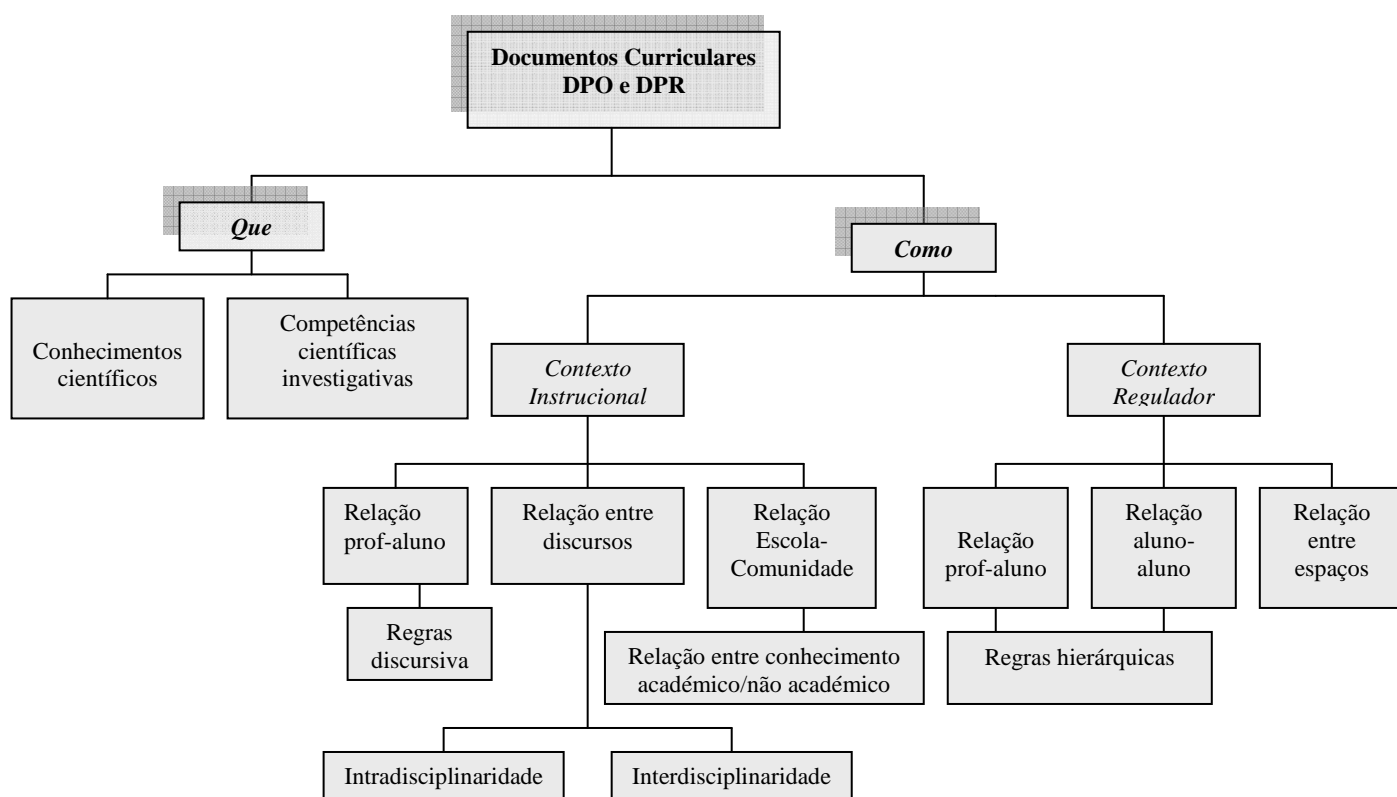 Documentos Curriculares
DPO e DPR
Que
Como
Conhecimentos
científicos
Competências
científicas
investigativas
Contexto
Instrucional
Contexto
Regulador
Relação
prof-aluno
Relação entre
discursos
Relação
Escola-
Comunidade
Relação
prof-aluno
Relação
aluno-
aluno
Relação
entre
espaços
Regras
discursiva
Relação entre conhecimento
académico/não académico
Regras hierárquicas
Intradisciplinaridade
Interdisciplinaridade